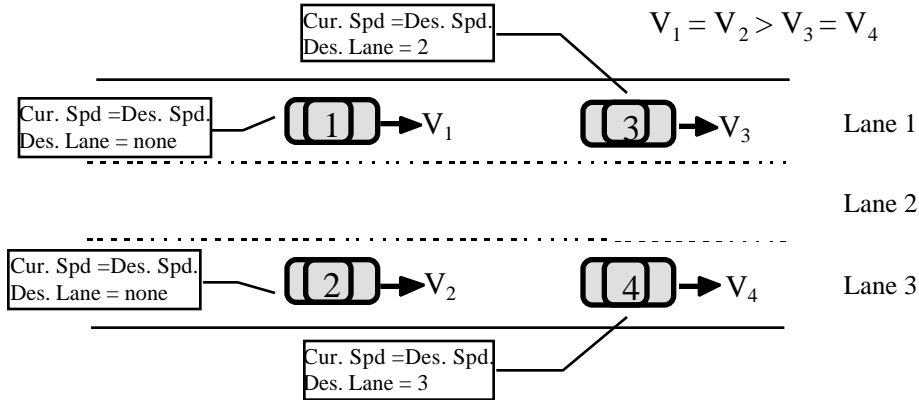 Cur. Spd =Des. Spd.
Des. Lane = 2
V₁ = V₂ > V₃ = V₄
Cur. Spd =Des. Spd.
Des. Lane = none
1
V₁
3
V₃
Lane 1
Lane 2
Cur. Spd =Des. Spd.
Des. Lane = none
2
V₂
4
V₄
Lane 3
Cur. Spd =Des. Spd.
Des. Lane = 3